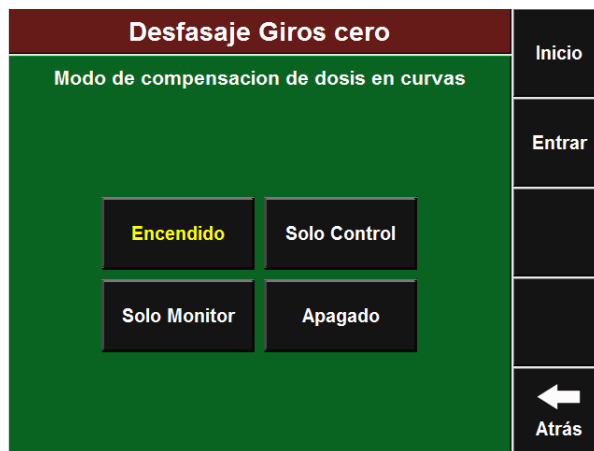 Desfasaje Giros cero
Modo de compensacion de dosis en curvas
Encendido
Solo Control
Solo Monitor
Apagado
Inicio
Entrar
Atrás